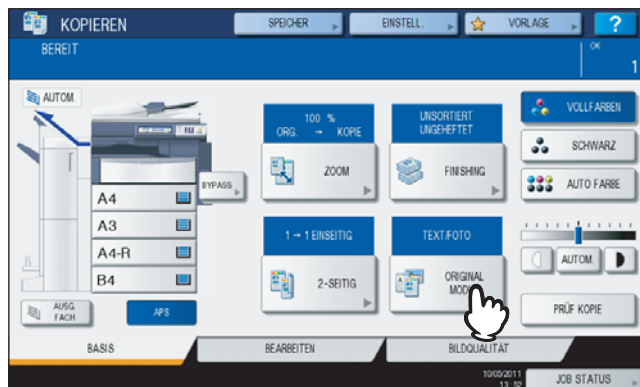 KOPIEREN
SPEICHER
EINSTELL.
VORLAGE
?
BEREIT
OK
1
AUTOM.
100 %
ORG. → KOPIE
ZOOM
UNSORTIERT
UNGEHEFTET
FINISHING
VOLLFARBEN
SCHWARZ
AUTO FARBE
BYPASS
A4
A3
A4-R
B4
1 → 1 EINSEITIG
2-SEITIG
TEXT/FOTO
ORIGINAL
AUTOM.
AUSG.
FACH
APS
PRÜF KOPIE
BASIS
BEARBEITEN
BILDQUALITÄT
10/05/2011
13 : 52
JOB STATUS